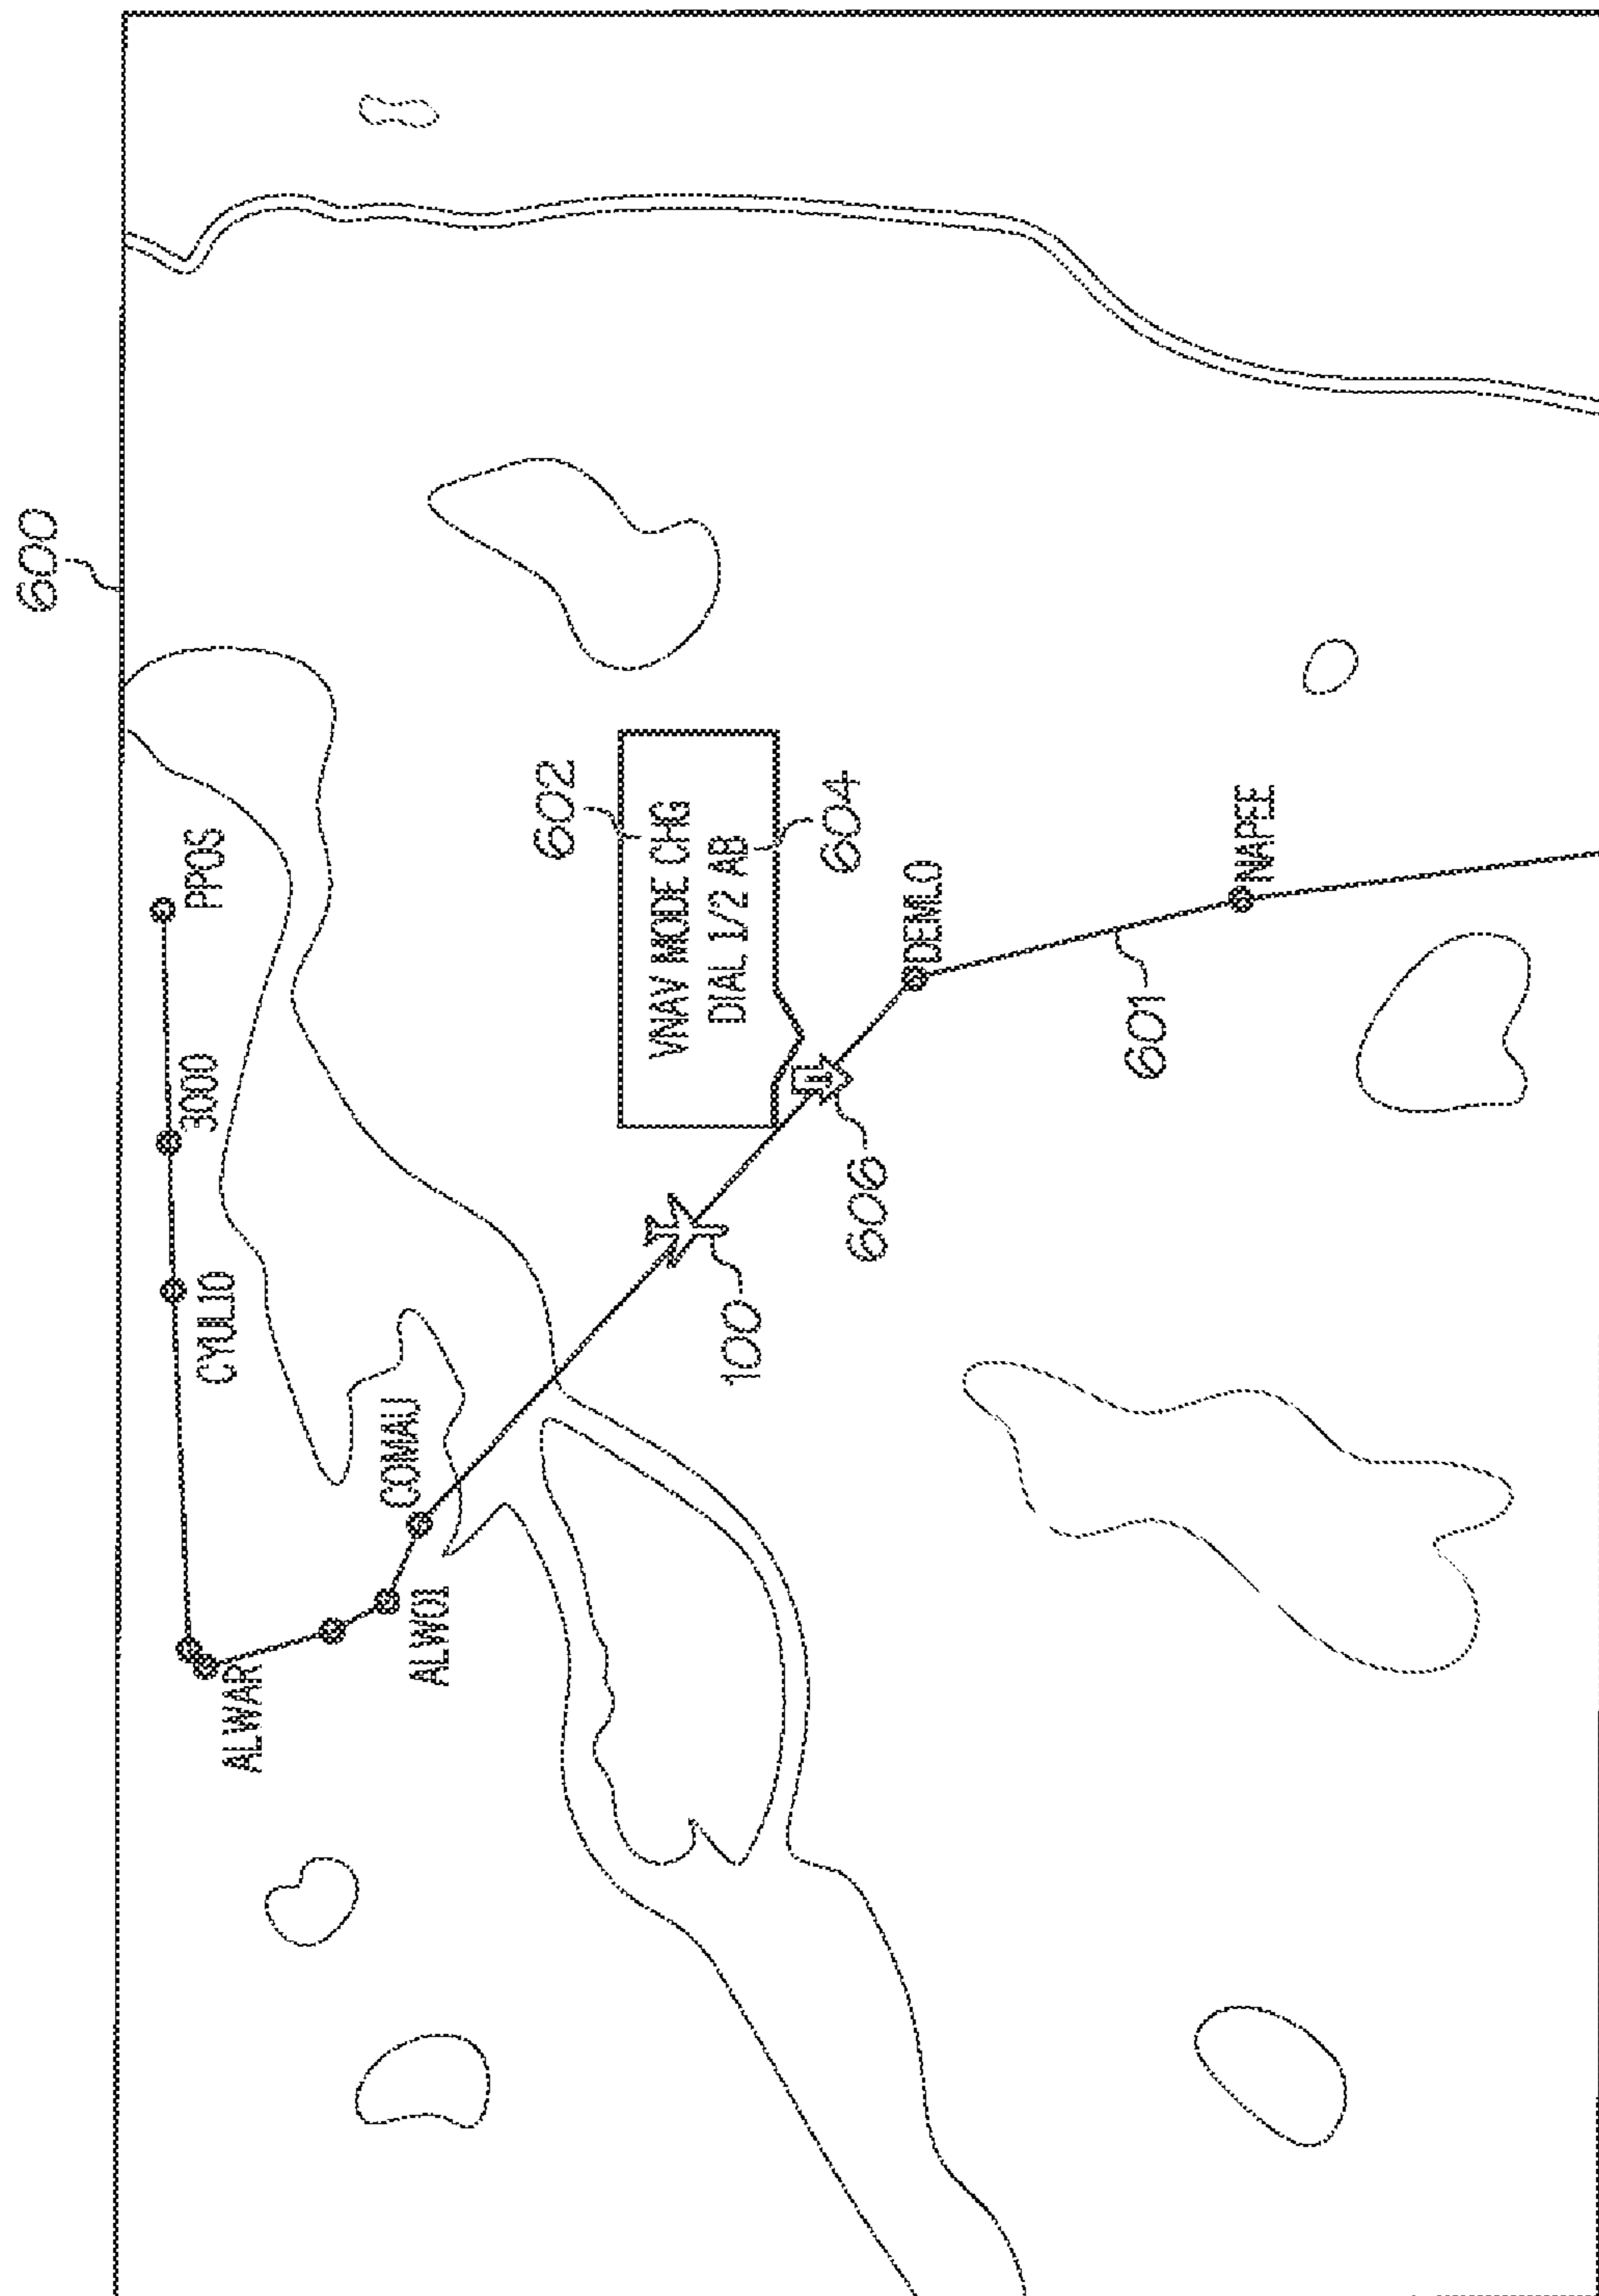 600
PPOS
3000
CYUL10
ALWAR
ALW01
COMAU
602
VNAV MODE CHG
DIAL 1/2 AB
604
100
606
DEMLO
601
NAPEE